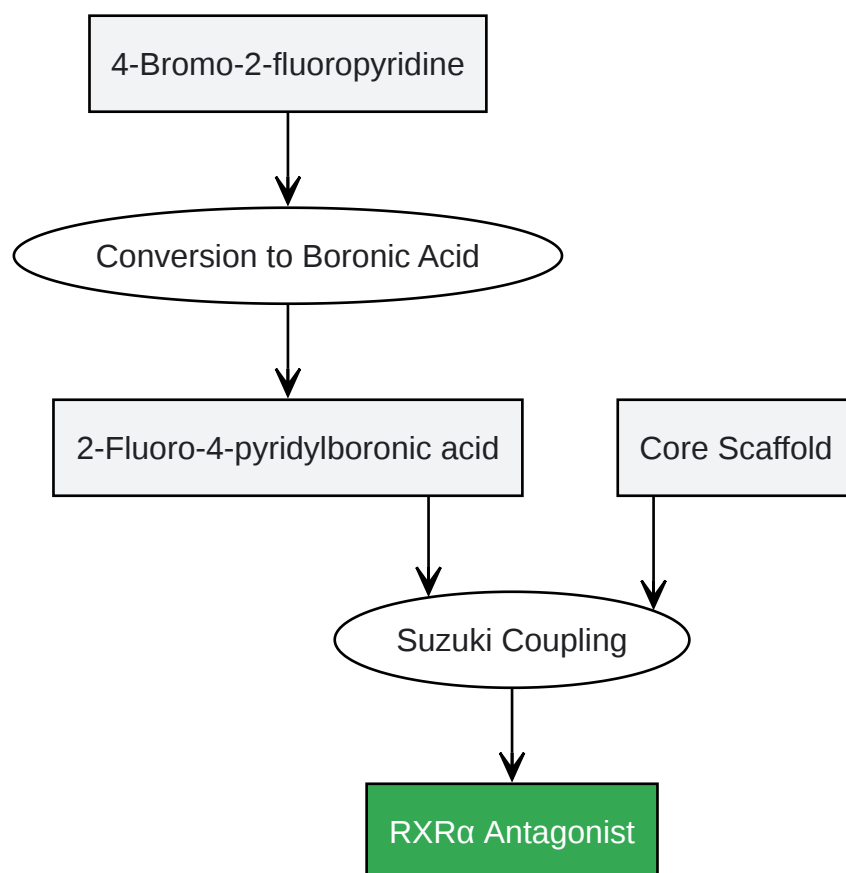 4-Bromo-2-fluoropyridine
Conversion to Boronic Acid
2-Fluoro-4-pyridylboronic acid
Core Scaffold
Suzuki Coupling
RXRα Antagonist